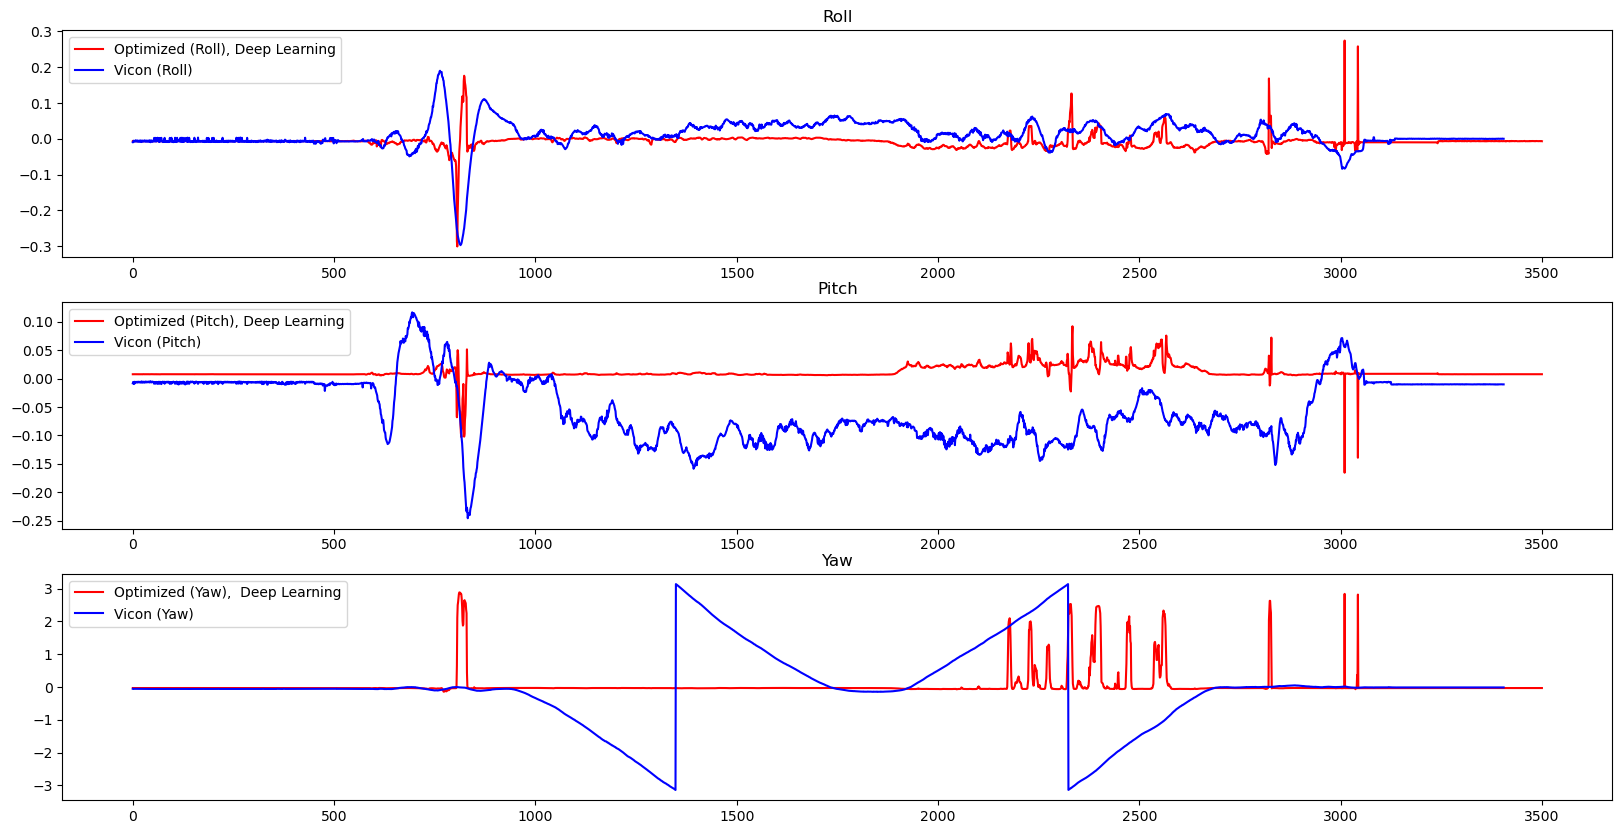 Roll
Optimized (Roll), Deep Learning
Vicon (Roll)
0.3
0.2
0.1
0.0
−0.1
−0.2
−0.3
0 500 1000 1500 2000 2500 3000 3500
Pitch
Optimized (Pitch), Deep Learning
Vicon (Pitch)
0.10
0.05
0.00
−0.05
−0.10
−0.15
−0.20
−0.25
0 500 1000 1500 2000 2500 3000 3500
Yaw
Optimized (Yaw),  Deep Learning
Vicon (Yaw)
3
2
1
0
−1
−2
−3
0 500 1000 1500 2000 2500 3000 3500